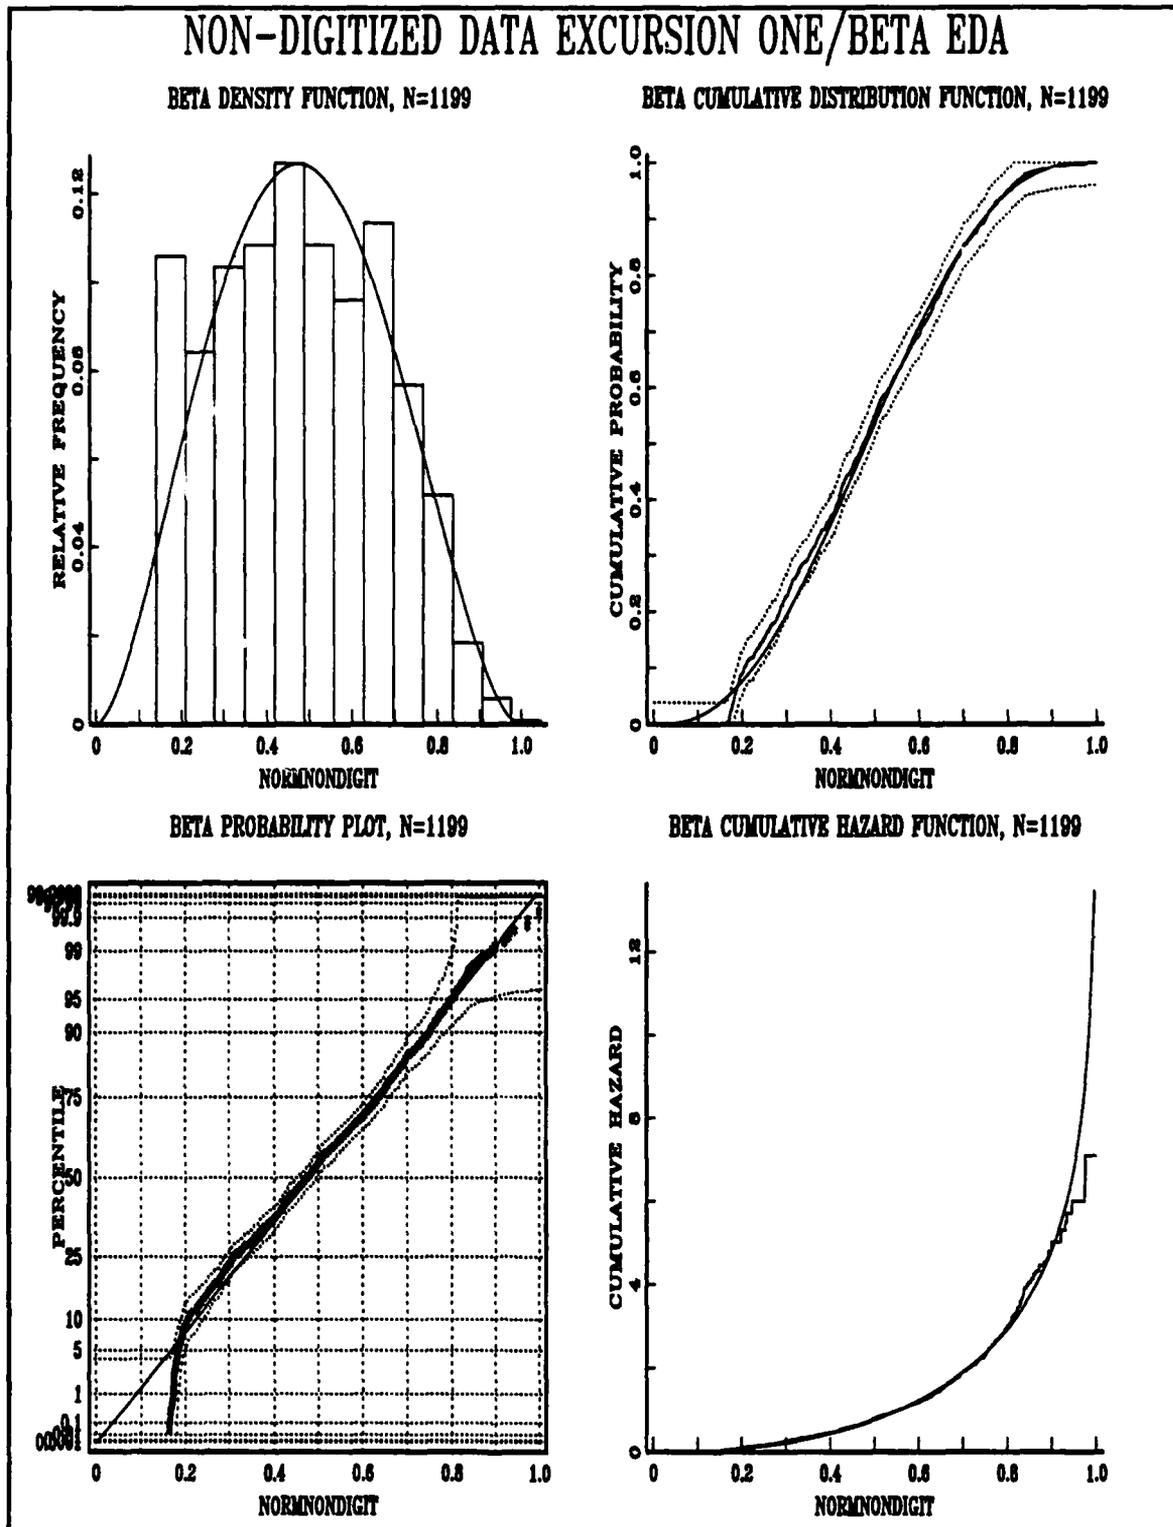 NON-DIGITIZED DATA EXCURSION ONE/BETA EDA
BETA DENSITY FUNCTION, N=1199
RELATIVE FREQUENCY
0.12
0.08
0.04
0
0 0.2 0.4 0.6 0.8 1.0
NORMNONDIGIT
BETA CUMULATIVE DISTRIBUTION FUNCTION, N=1199
CUMULATIVE PROBABILITY
1.0
0.8
0.6
0.4
0.2
0
0 0.2 0.4 0.6 0.8 1.0
NORMNONDIGIT
BETA PROBABILITY PLOT, N=1199
PERCENTILE
99.9
99
95
90
75
50
25
10
5
1
0.1
0 0.2 0.4 0.6 0.8 1.0
NORMNONDIGIT
BETA CUMULATIVE HAZARD FUNCTION, N=1199
CUMULATIVE HAZARD
12
8
4
0
0 0.2 0.4 0.6 0.8 1.0
NORMNONDIGIT